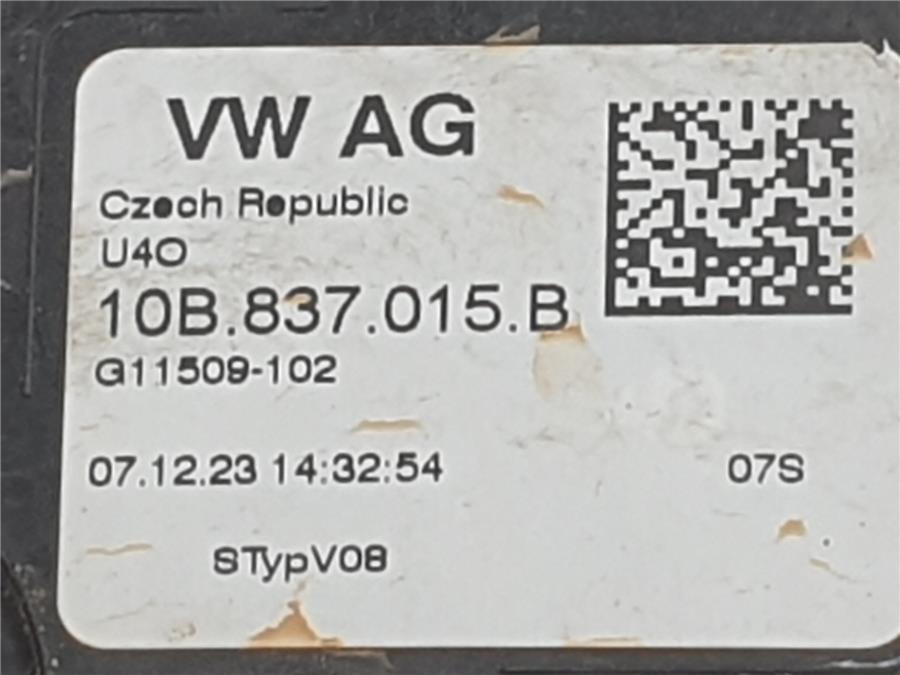 VW AG
Czech Republic
U4O
10B.837.015.B
G11509-102
07.12.23 14:32:54 07S
STypV08